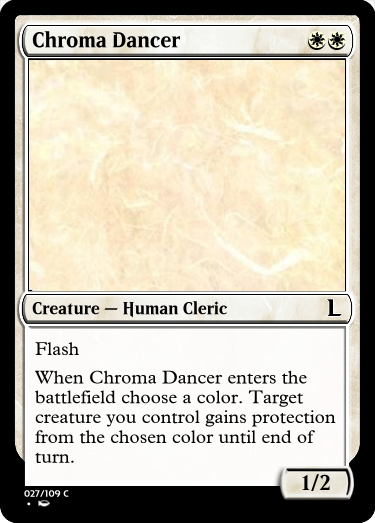 Chroma Dancer
Creature — Human Cleric L
Flash
When Chroma Dancer enters the
battlefield choose a color. Target
creature you control gains protection
from the chosen color until end of
turn.
1/2
027/109 C